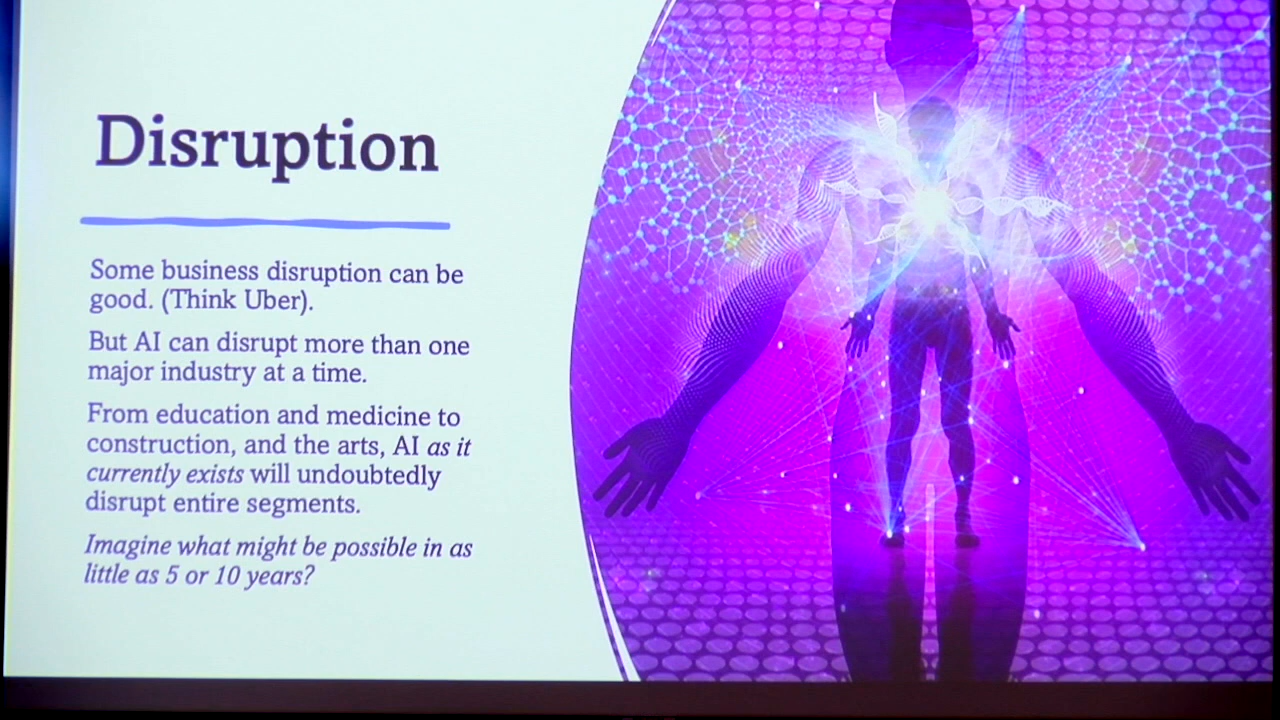 Disruption
Some business disruption can be
good. (Think Uber).
But AI can disrupt more than one
major industry at a time.
From education and medicine to
construction, and the arts, AI as it
currently exists will undoubtedly
disrupt entire segments.
Imagine what might be possible in as
little as 5 or 10 years?